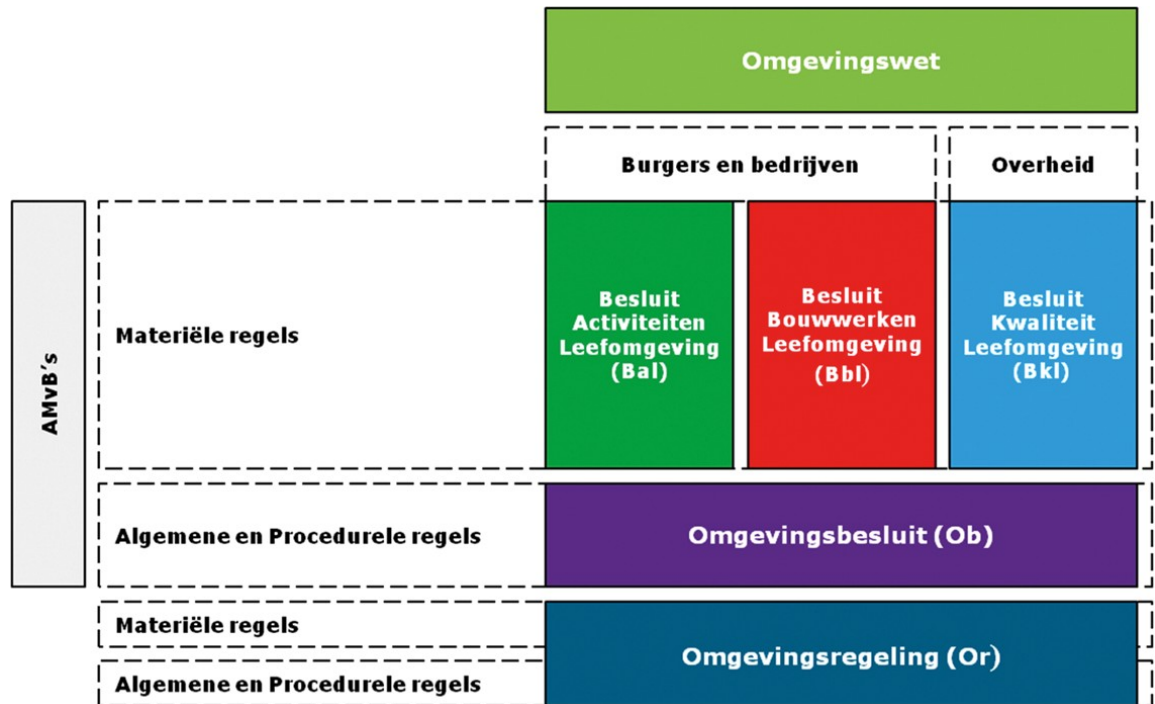 Omgevingswet
Burgers en bedrijven
Overheid
AMvB's
Materiële regels
Besluit
Activiteiten
Leefomgeving
(Bal)
Besluit
Bouwwerken
Leefomgeving
(Bbl)
Besluit
Kwaliteit
Leefomgeving
(Bkl)
Algemene en Procedurele regels
Omgevingsbesluit (Ob)
Materiële regels
Omgevingsregeling (Or)
Algemene en Procedurele regels